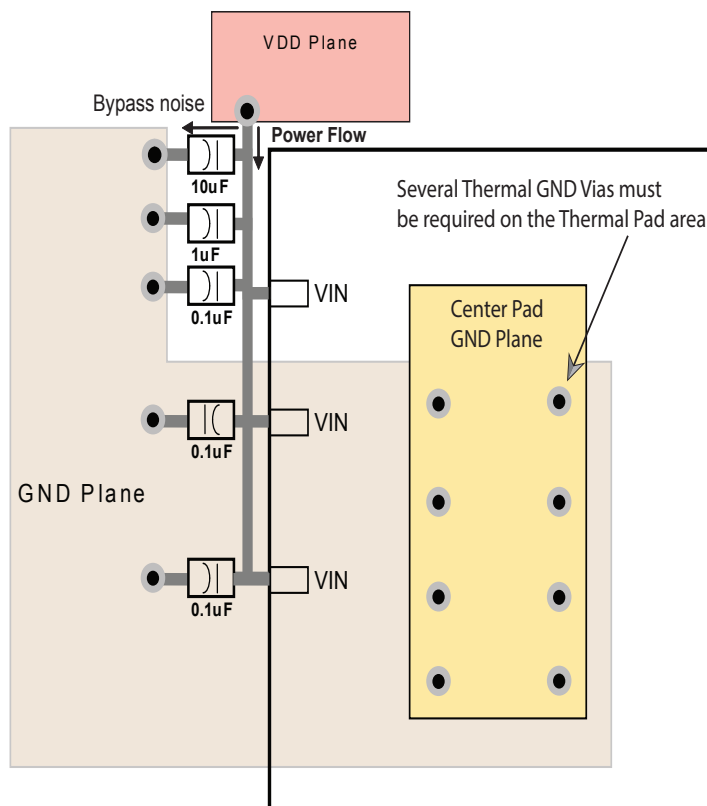 VDD Plane
Bypass noise
Power Flow
10uF
Several Thermal GND Vias must
be required on the Thermal Pad area
1uF
VIN
0.1uF
Center Pad
GND Plane
VIN
0.1uF
GND Plane
VIN
0.1uF